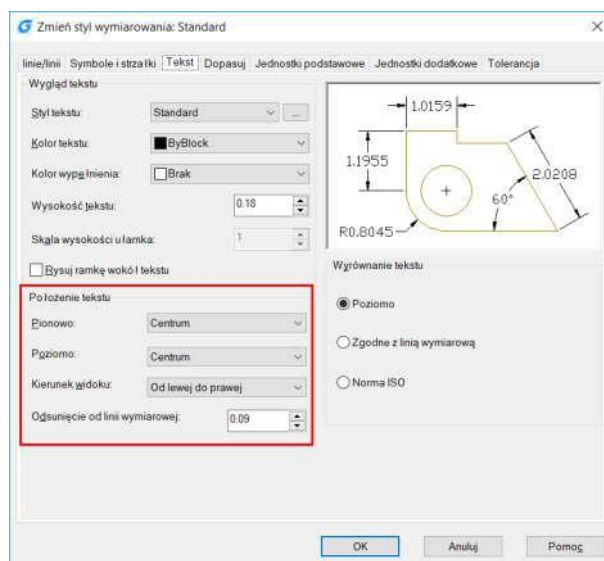 Zmień styl wymiarowania: Standard
linie/linii Symbole i strzałki Tekst Dopasuj Jednostki podstawowe Jednostki dodatkowe Tolerancja
Wygląd tekstu
Styl tekstu: Standard ...
Kolor tekstu: ByBlock
Kolor wypełnienia: Brak
Wysokość tekstu: 0.18
Skala wysokości ułamka: 1
Rysuj ramkę wokół tekstu
Położenie tekstu
Pionowo: Centrum
Poziomo: Centrum
Kierunek widoku: Od lewej do prawej
Odsunięcie od linii wymiarowej: 0.09
1.0159
1.1955
2.0208
60°
R0.8045
Wyrównanie tekstu
Poziomo
Zgodne z linią wymiarową
Norma ISO
OK Anuluj Pomoc